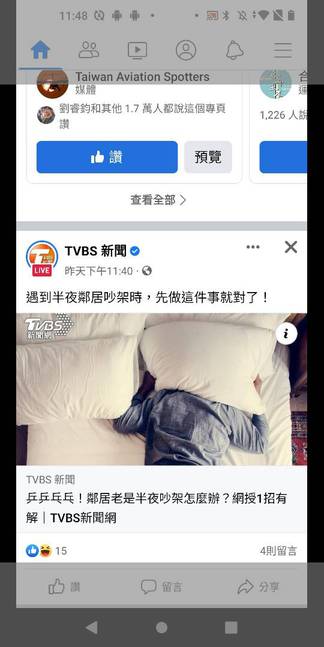 11:48
Taiwan Aviation Spotters
媒體
劉睿鈞和其他 1.7 萬人都說這個專頁
讚
1,226 人說
讚
預覽
查看全部
TVBS 新聞
LIVE
昨天下午11:40
遇到半夜鄰居吵架時，先做這件事就對了！
TVBS
新聞網
TVBS 新聞
乒乒乓乓！鄰居老是半夜吵架怎麼辦？網授1招有
解｜TVBS新聞網
15
4則留言
讚
留言
分享